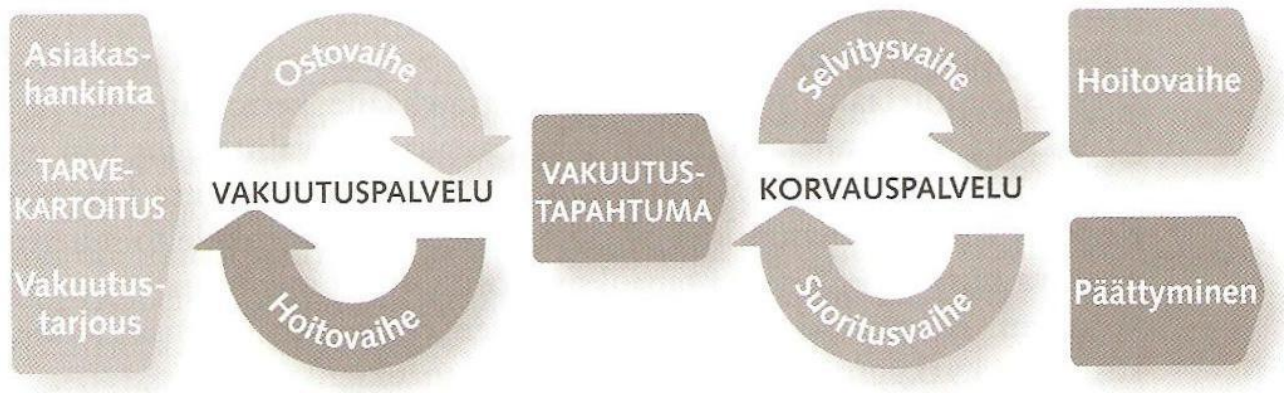 Asiakas-
hankinta
TARVE-
KARTOITUS
Vakuutus-
tarjous
Ostovaihe
VAKUUTUSPALVELU
Hoitovaihe
VAKUUTUS-
TAPAHTUMA
Selvitysvaihe
KORVAUSPALVELU
Suoritusvaihe
Hoitovaihe
Päättyminen